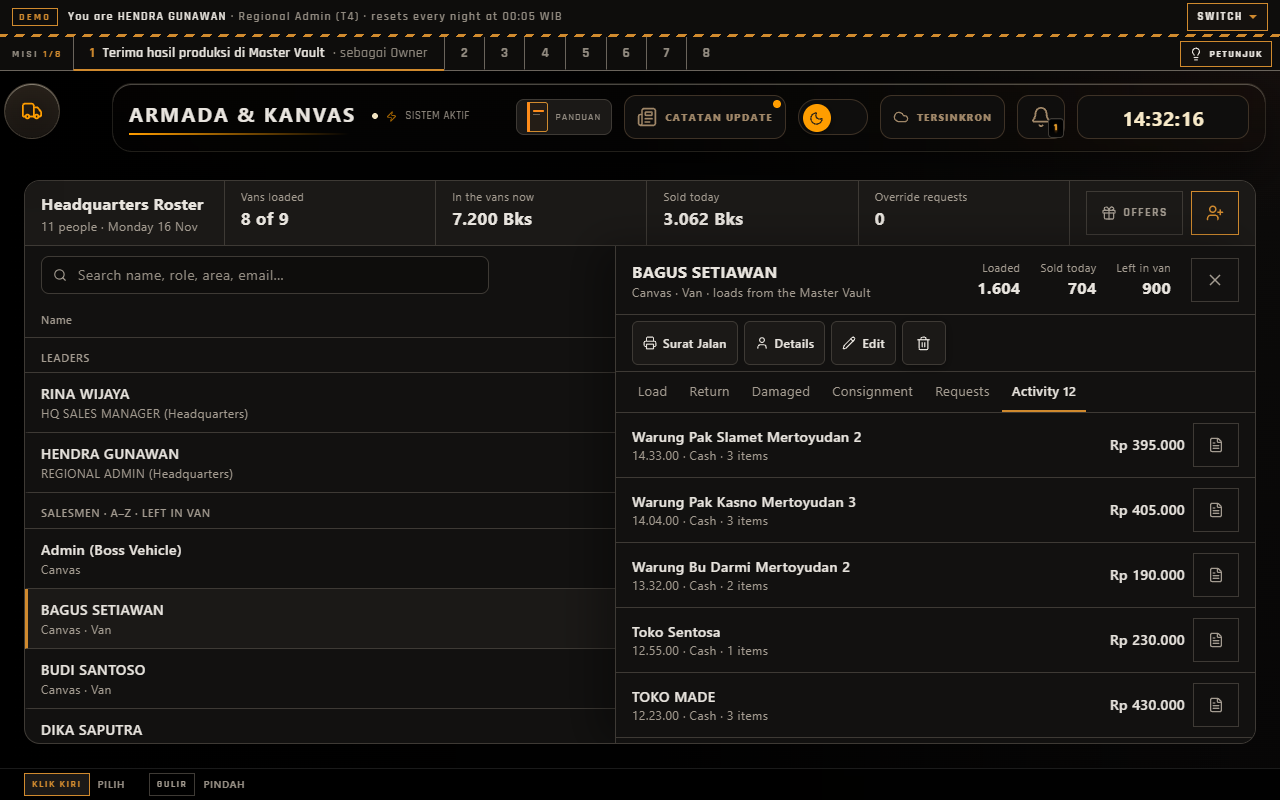 DEMO You are HENDRA GUNAWAN · Regional Admin (T4) · resets every night at 00:05 WIB SWITCH
MISI 1/8 1 Terima hasil produksi di Master Vault · sebagai Owner 2 3 4 5 6 7 8 PETUNJUK
ARMADA & KANVAS SISTEM AKTIF PANDUAN CATATAN UPDATE TERSINKRON 1 14:32:16
Headquarters Roster
11 people · Monday 16 Nov
Vans loaded
8 of 9
In the vans now
7.200 Bks
Sold today
3.062 Bks
Override requests
0
OFFERS
Search name, role, area, email...
Name
LEADERS
RINA WIJAYA
HQ SALES MANAGER (Headquarters)
HENDRA GUNAWAN
REGIONAL ADMIN (Headquarters)
SALESMEN · A–Z · LEFT IN VAN
Admin (Boss Vehicle)
Canvas
BAGUS SETIAWAN
Canvas · Van
BUDI SANTOSO
Canvas · Van
DIKA SAPUTRA
BAGUS SETIAWAN
Canvas · Van · loads from the Master Vault
Loaded
1.604
Sold today
704
Left in van
900
Surat Jalan Details Edit
Load Return Damaged Consignment Requests Activity 12
Warung Pak Slamet Mertoyudan 2
14.33.00 · Cash · 3 items
Rp 395.000
Warung Pak Kasno Mertoyudan 3
14.04.00 · Cash · 3 items
Rp 405.000
Warung Bu Darmi Mertoyudan 2
13.32.00 · Cash · 2 items
Rp 190.000
Toko Sentosa
12.55.00 · Cash · 1 items
Rp 230.000
TOKO MADE
12.23.00 · Cash · 3 items
Rp 430.000
KLIK KIRI PILIH GULIR PINDAH